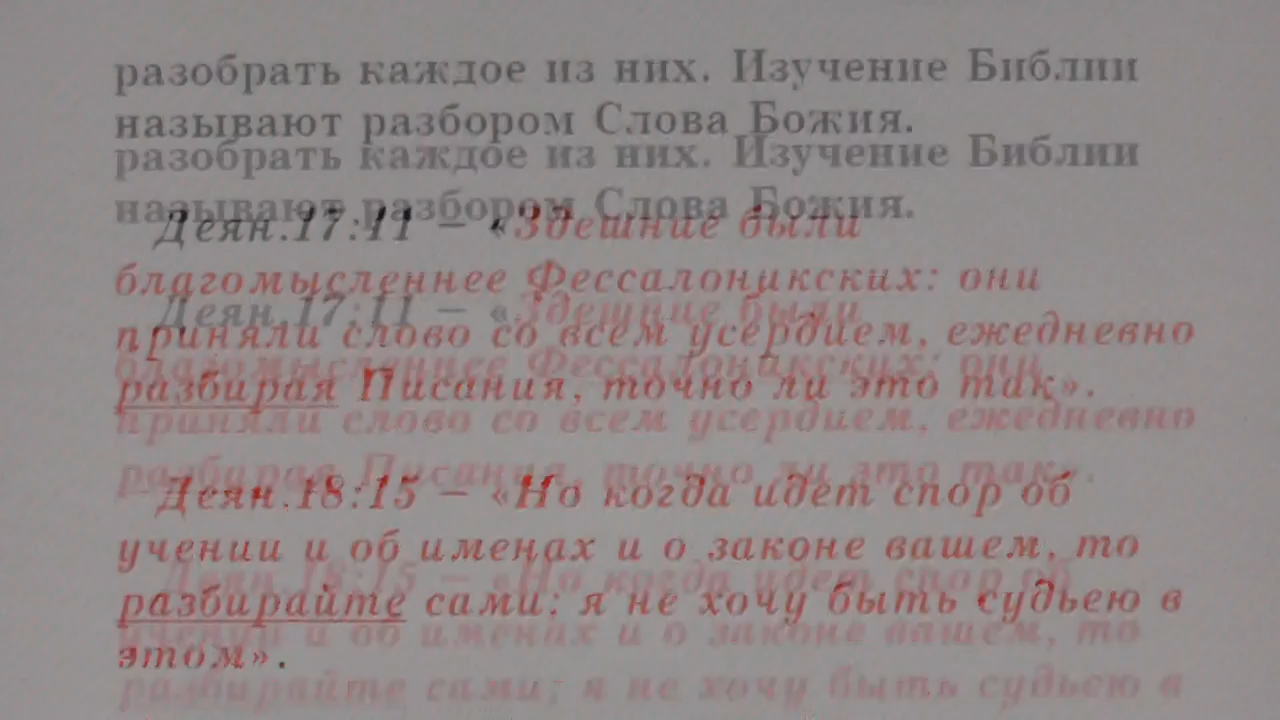 разобрать каждое из них. Изучение Библии
называют разбором Слова Божия.
Деян.17:11 – «Здешние были
благомысленнее Фессалоникских: они
приняли слово со всем усердием, ежедневно
разбирая Писания, точно ли это так».
Деян.18:15 – «Но когда идет спор об
учении и об именах и о законе вашем, то
разбирайте сами; я не хочу быть судьею в
этом».